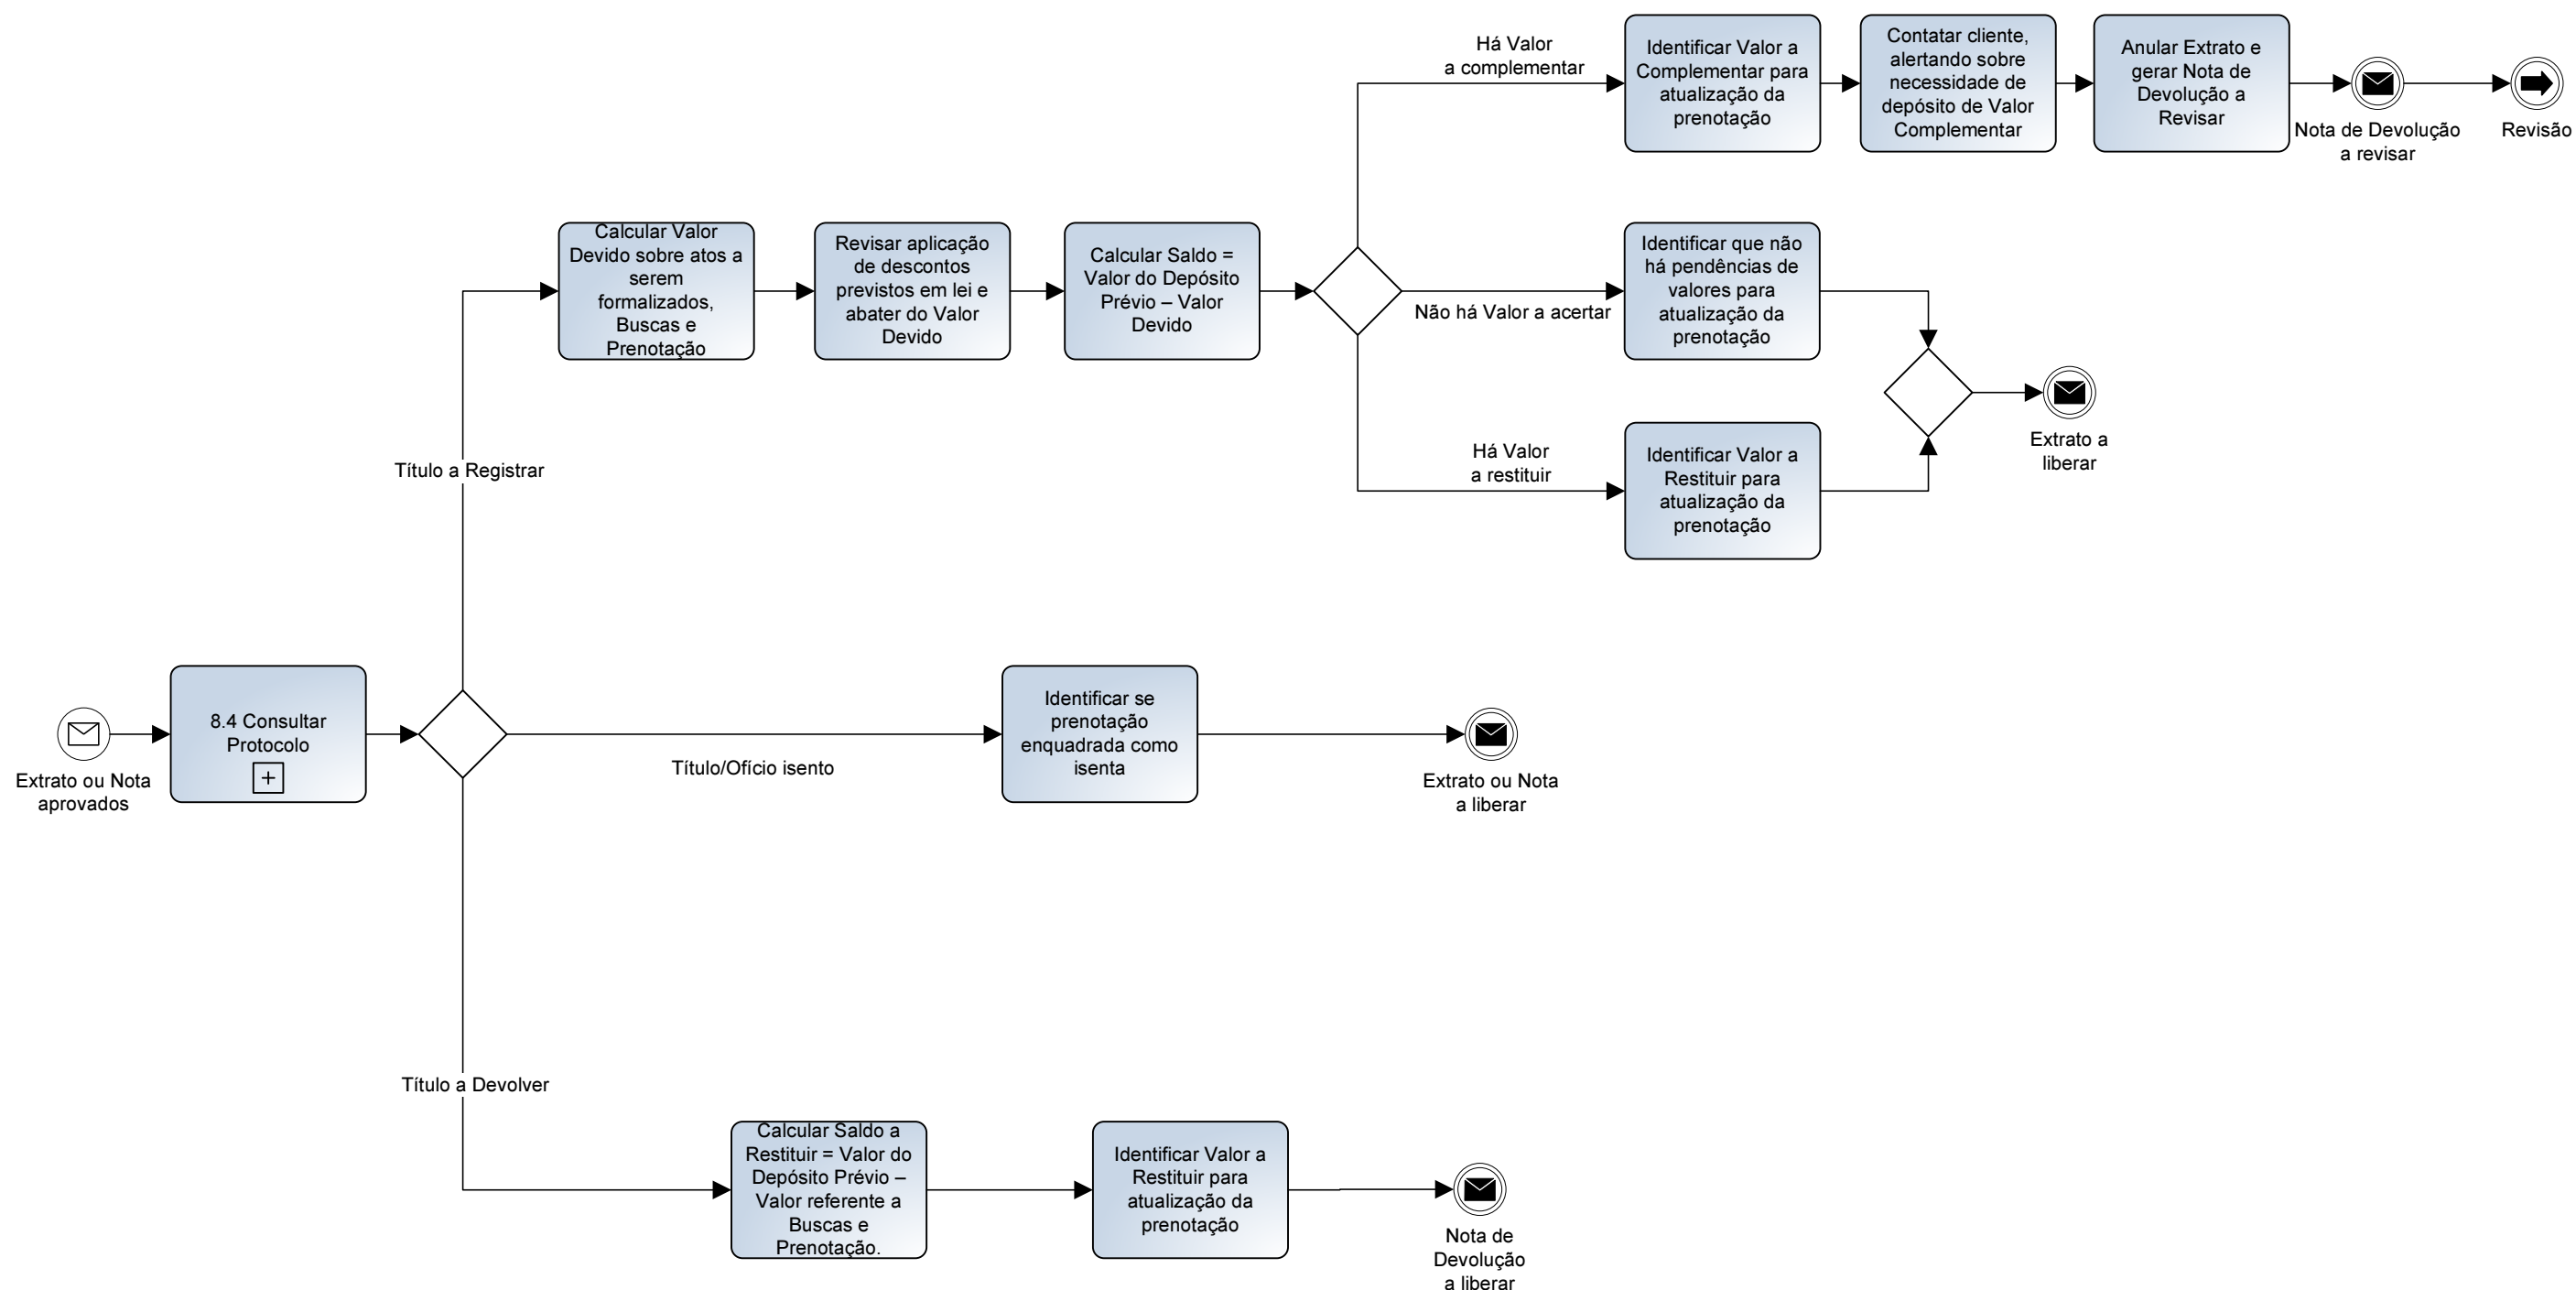 Há Valor
a complementar
Identificar Valor a
Complementar para
atualização da
prenotação
Contatar cliente,
alertando sobre
necessidade de
depósito de Valor
Complementar
Anular Extrato e
gerar Nota de
Devolução a
Revisar
Nota de Devolução
a revisar
Revisão
Calcular Valor
Devido sobre atos a
serem
formalizados,
Buscas e
Prenotação
Revisar aplicação
de descontos
previstos em lei e
abater do Valor
Devido
Calcular Saldo =
Valor do Depósito
Prévio – Valor
Devido
Não há Valor a acertar
Identificar que não
há pendências de
valores para
atualização da
prenotação
Extrato a
liberar
Há Valor
a restituir
Identificar Valor a
Restituir para
atualização da
prenotação
Título a Registrar
Extrato ou Nota
aprovados
8.4 Consultar
Protocolo
Título/Ofício isento
Identificar se
prenotação
enquadrada como
isenta
Extrato ou Nota
a liberar
Título a Devolver
Calcular Saldo a
Restituir = Valor do
Depósito Prévio –
Valor referente a
Buscas e
Prenotação.
Identificar Valor a
Restituir para
atualização da
prenotação
Nota de
Devolução
a liberar